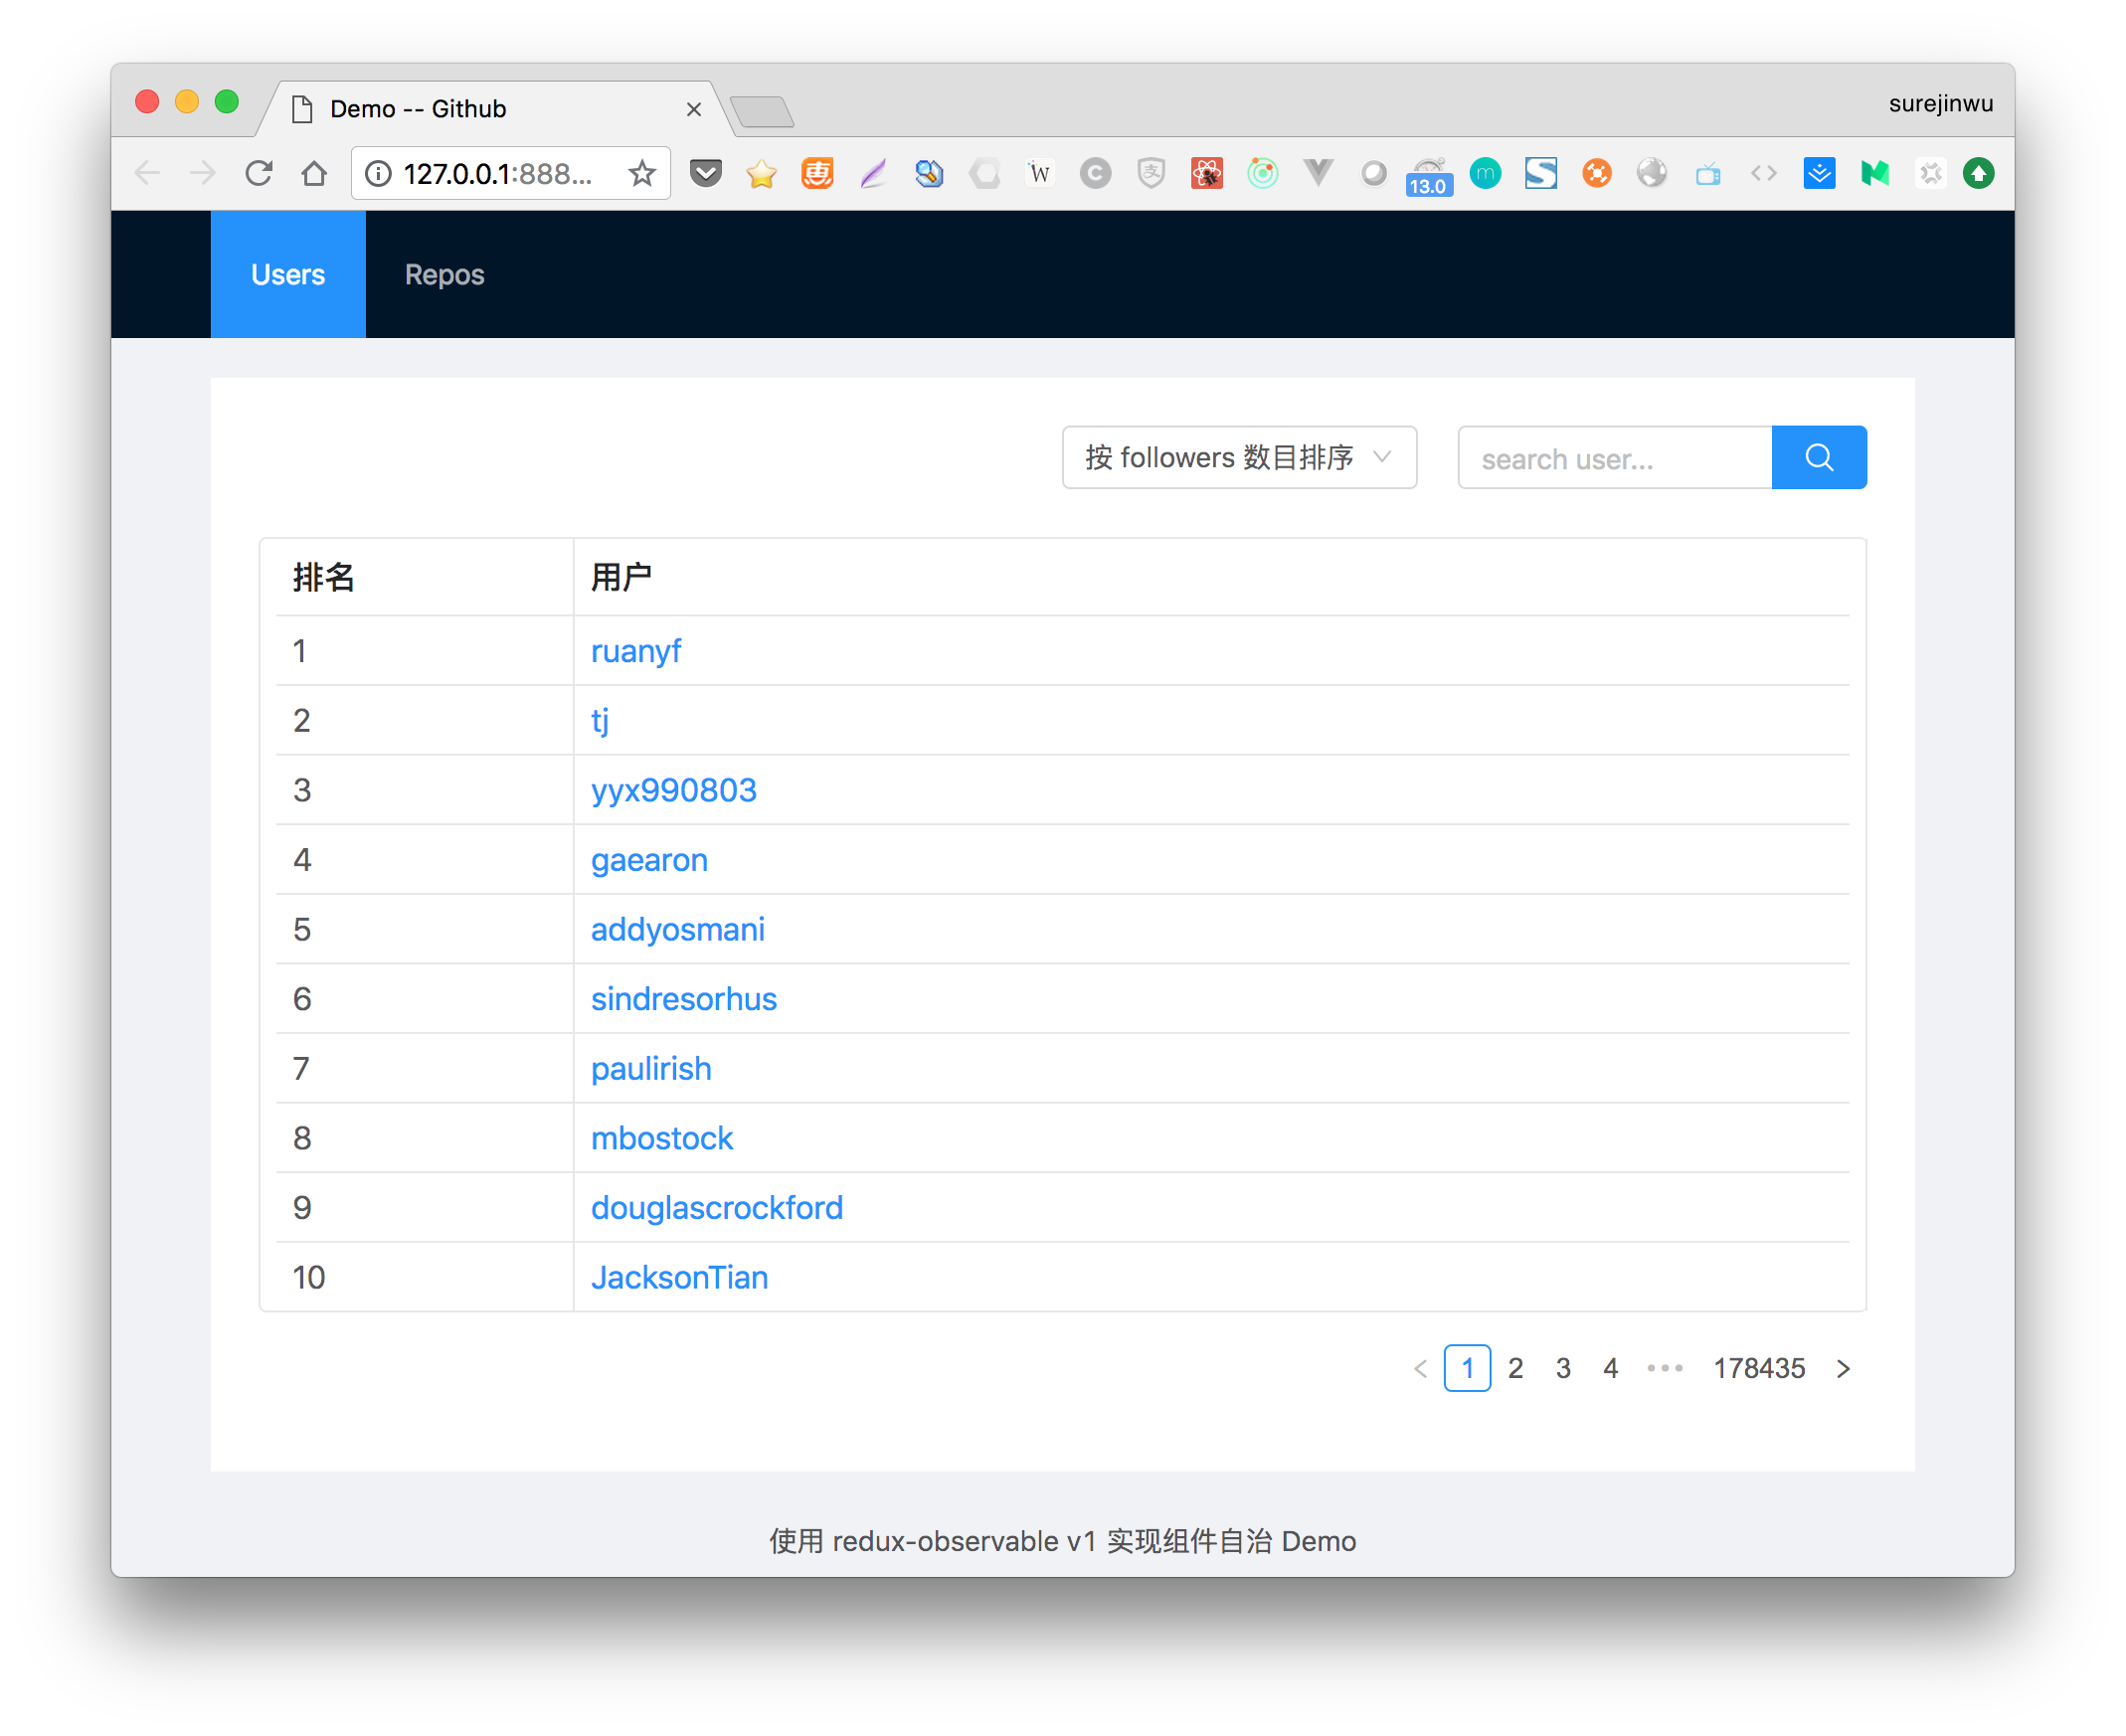 Demo -- Github
surejinwu
127.0.0.1:888...
13.0
Users Repos
按 followers 数目排序 search user...
排名 用户
1 ruanyf
2 tj
3 yyx990803
4 gaearon
5 addyosmani
6 sindresorhus
7 paulirish
8 mbostock
9 douglascrockford
10 JacksonTian
1 2 3 4 ••• 178435
使用 redux-observable v1 实现组件自治 Demo